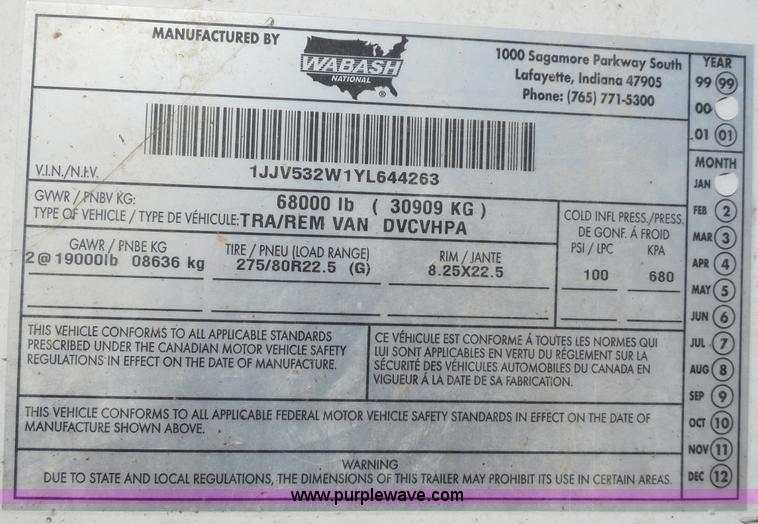 MANUFACTURED BY
WABASH
NATIONAL
®
1000 Sagamore Parkway South
Lafayette, Indiana 47905
Phone: (765) 771-5300
1JJV532W1YL644263
V.I.N./N.I.V.
GVWR / PNBV KG: 68000 lb ( 30909 KG )
TYPE OF VEHICLE / TYPE DE VÉHICULE: TRA/REM VAN DVCVHPA
GAWR / PNBE KG
2 @ 19000lb 08636 kg
TIRE / PNEU (LOAD RANGE)
275/80R22.5 (G)
RIM / JANTE
8.25X22.5
COLD INFL PRESS./PRESS.
DE GONF. À FROID
PSI / LPC KPA
100 680
THIS VEHICLE CONFORMS TO ALL APPLICABLE STANDARDS
PRESCRIBED UNDER THE CANADIAN MOTOR VEHICLE SAFETY
REGULATIONS IN EFFECT ON THE DATE OF MANUFACTURE.
CE VÉHICULE EST CONFORME À TOUTES LES NORMES QUI
LUI SONT APPLICABLES EN VERTU DU RÈGLEMENT SUR LA
SÉCURITÉ DES VÉHICULES AUTOMOBILES DU CANADA EN
VIGUEUR À LA DATE DE SA FABRICATION.
THIS VEHICLE CONFORMS TO ALL APPLICABLE FEDERAL MOTOR VEHICLE SAFETY STANDARDS IN EFFECT ON THE DATE OF
MANUFACTURE SHOWN ABOVE.
WARNING
DUE TO STATE AND LOCAL REGULATIONS, THE DIMENSIONS OF THIS TRAILER MAY PROHIBIT ITS USE IN CERTAIN AREAS.
YEAR
99 99
00
01 01
MONTH
JAN
FEB 2
MAR 3
APR 4
MAY 5
JUN 6
JUL 7
AUG 8
SEP 9
OCT 10
NOV 11
DEC 12
www.purplewave.com